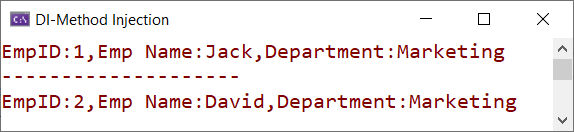 DI-Method Injection
EmpID:1,Emp Name:Jack,Department:Marketing
--------------------
EmpID:2,Emp Name:David,Department:Marketing